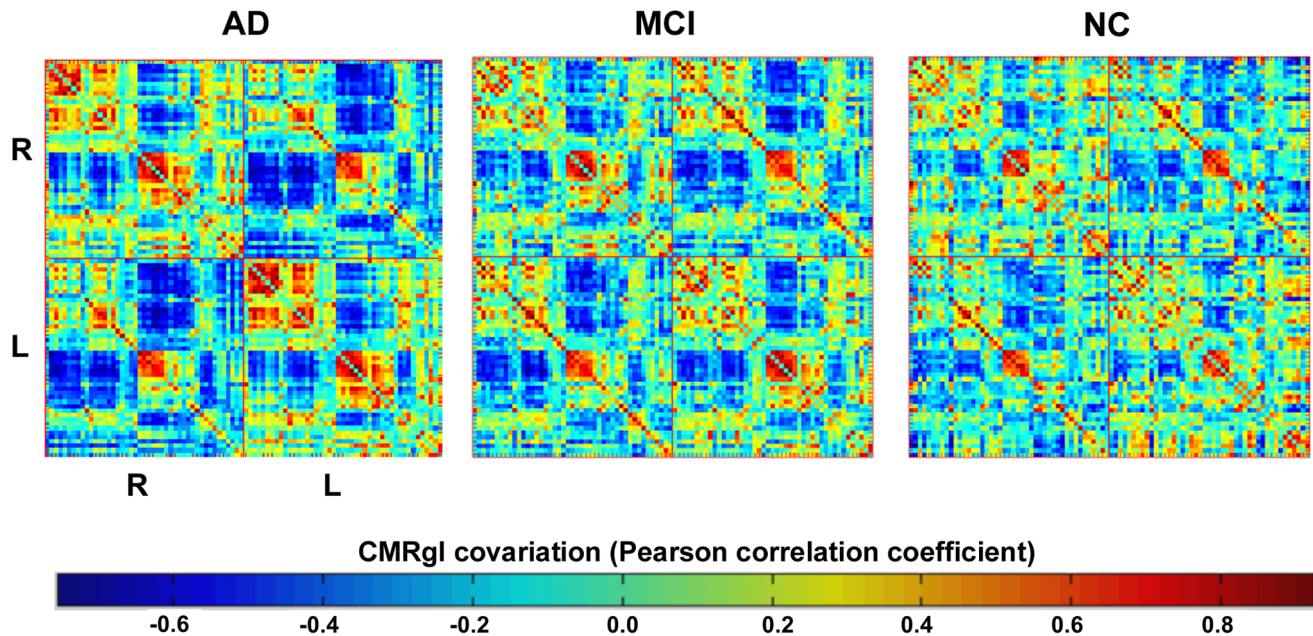 AD MCI NC
R
L
R L
CMRgl covariation (Pearson correlation coefficient)
-0.6 -0.4 -0.2 0.0 0.2 0.4 0.6 0.8